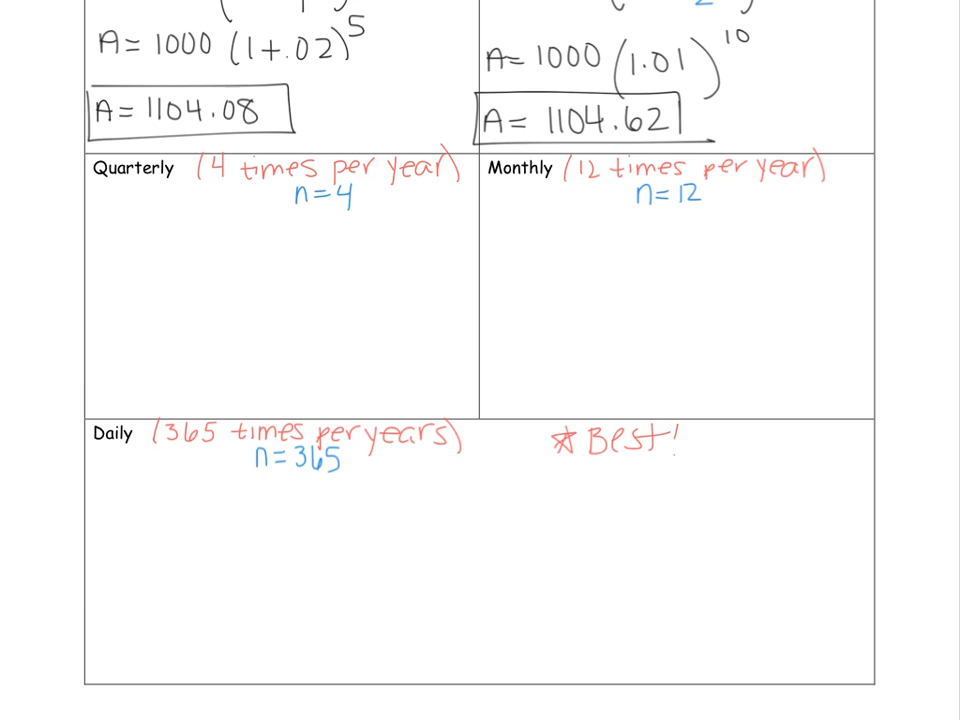 A = 1000 (1+.02)^5
A = 1104.08
2
A = 1000 (1.01)^10
A = 1104.62
Quarterly (4 times per year)
n = 4
Monthly (12 times per year)
n = 12
Daily (365 times per years)
n = 365
* Best!